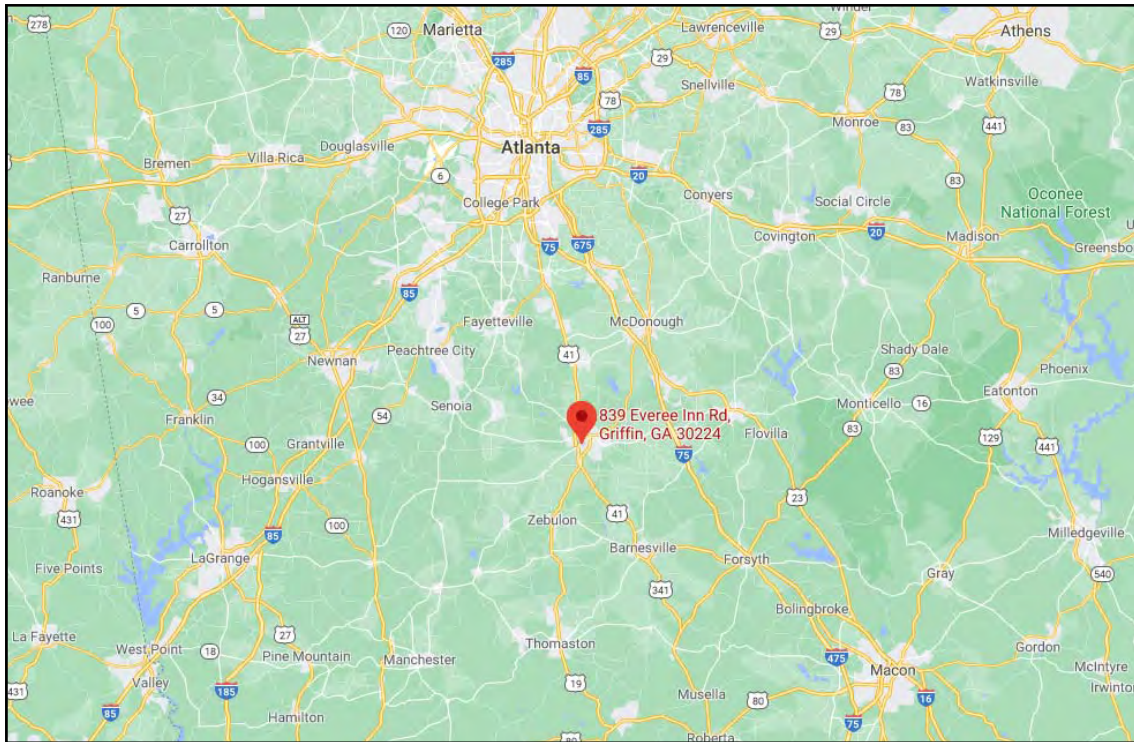 278
120
Marietta
285
85
29
Lawrenceville
Winder
29
Athens
Snellville
78
Watkinsville
78
Monroe
83
441
285
Bremen
Villa Rica
Douglasville
Atlanta
6
20
Conyers
Social Circle
83
Oconee
National Forest
27
College Park
Carrollton
75
675
Covington
20
Madison
Greensbo
Ranburne
5
5
85
100
ALT
27
Fayetteville
McDonough
Newnan
Peachtree City
41
Shady Dale
83
Phoenix
Eatonton
wee
34
Franklin
54
Senoia
839 Everee Inn Rd,
Griffin, GA 30224
Flovilla
Monticello
16
83
100
Grantville
129
441
Hogansville
75
Roanoke
431
100
23
85
Zebulon
41
Milledgeville
LaGrange
Barnesville
Forsyth
Five Points
Gray
540
341
Bolingbroke
La Fayette
27
West Point
18
Pine Mountain
Manchester
Thomaston
475
Macon
Gordon
McIntyre
431
Valley
185
19
Musella
80
Irwinton
85
Hamilton
16
75
Roberta
80